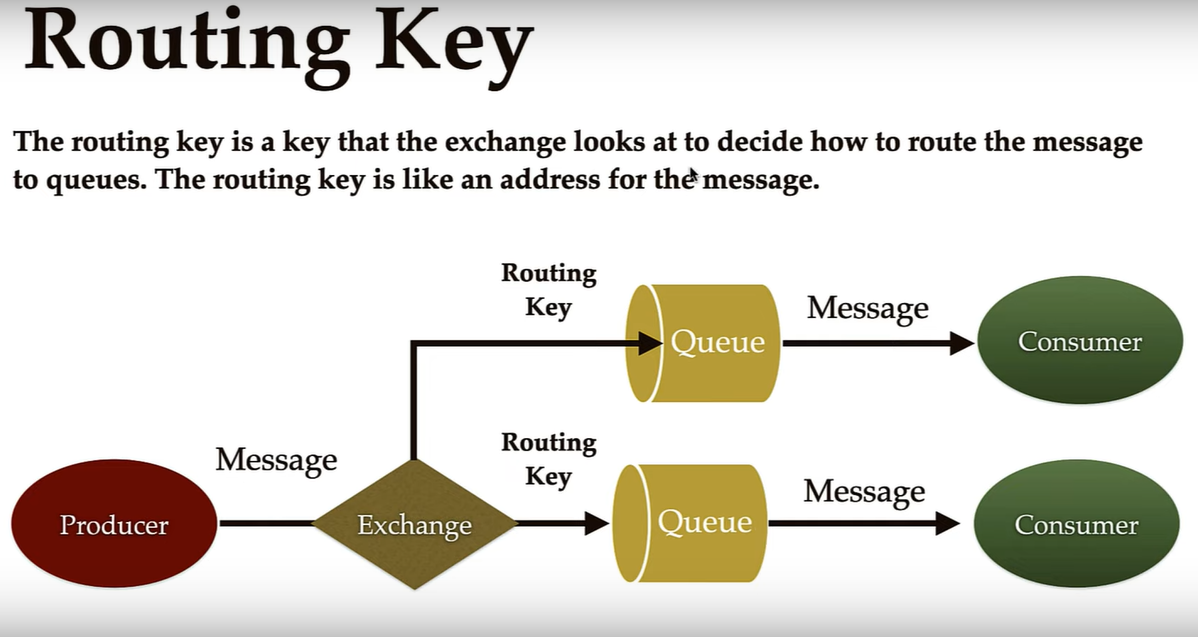 Routing Key
The routing key is a key that the exchange looks at to decide how to route the message
to queues. The routing key is like an address for the message.
Routing
Key
Queue
Message
Consumer
Producer
Message
Exchange
Routing
Key
Queue
Message
Consumer